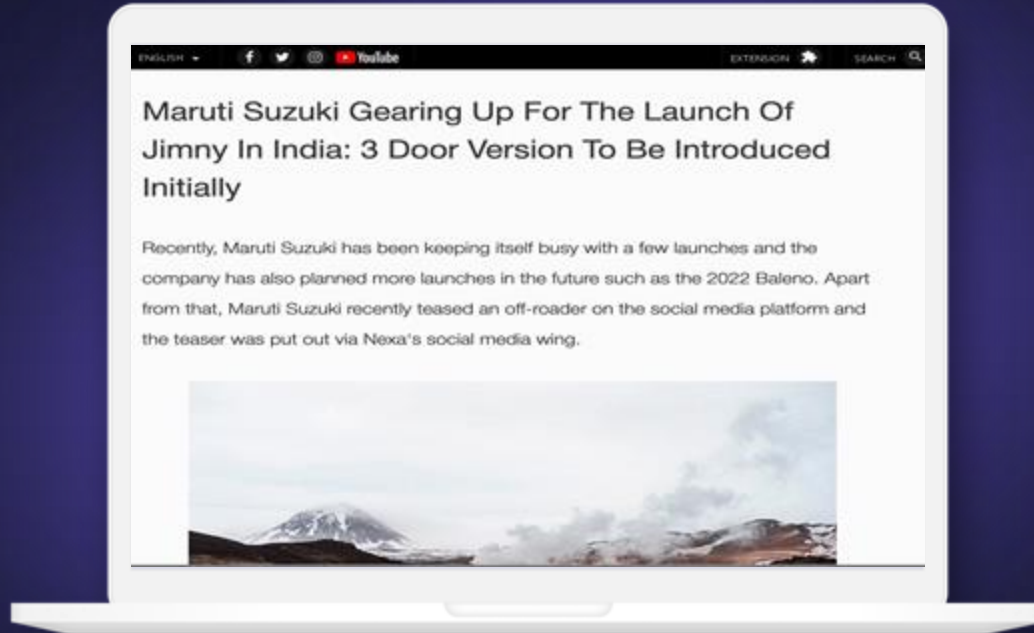 ENGLISH
YouTube
EXTENSION
SEARCH
Maruti Suzuki Gearing Up For The Launch Of
Jimny In India: 3 Door Version To Be Introduced
Initially
Recently, Maruti Suzuki has been keeping itself busy with a few launches and the
company has also planned more launches in the future such as the 2022 Baleno. Apart
from that, Maruti Suzuki recently teased an off-roader on the social media platform and
the teaser was put out via Nexa's social media wing.